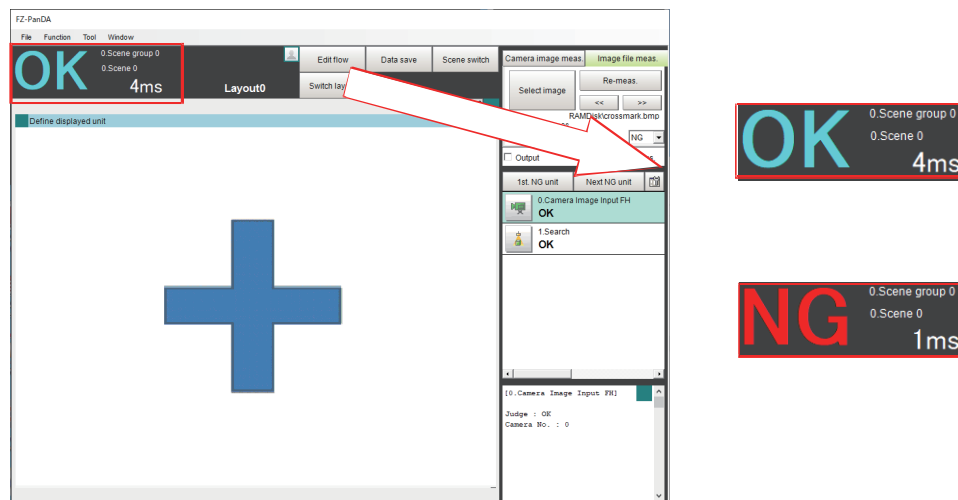 FZ-PanDA
File Function Tool Window
OK
0.Scene group 0
0.Scene 0
4ms
Layout0
Edit flow
Data save
Scene switch
Switch lay
Define displayed unit
Camera image meas.
Image file meas.
Select image
Re-meas.
<<
>>
RAMDisk\crossmark.bmp
NG
Output
1st. NG unit
Next NG unit
0.Camera Image Input FH
OK
1.Search
OK
[0.Camera Image Input FH]
Judge : OK
Camera No. : 0
OK
0.Scene group 0
0.Scene 0
4ms
NG
0.Scene group 0
0.Scene 0
1ms